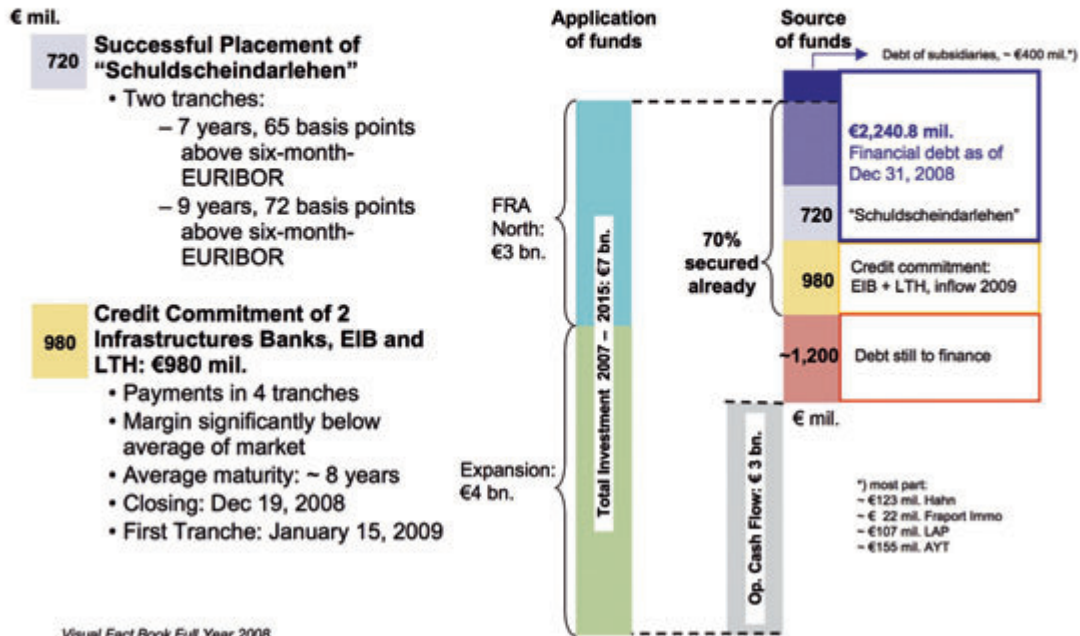 € mil.
720
Successful Placement of
"Schuldscheindarlehen"
• Two tranches:
– 7 years, 65 basis points
above six-month-
EURIBOR
– 9 years, 72 basis points
above six-month-
EURIBOR
980
Credit Commitment of 2
Infrastructures Banks, EIB and
LTH: €980 mil.
• Payments in 4 tranches
• Margin significantly below
average of market
• Average maturity: ~ 8 years
• Closing: Dec 19, 2008
• First Tranche: January 15, 2009
Visual Fact Book Full Year 2008
Application
of funds
FRA
North:
€3 bn.
Expansion:
€4 bn.
Total Investment 2007 – 2015: €7 bn.
Source
of funds
Debt of subsidiaries, ~ €400 mil.*)
70%
secured
already
€2,240.8 mil.
Financial debt as of
Dec 31, 2008
720
"Schuldscheindarlehen"
980
Credit commitment:
EIB + LTH, inflow 2009
~1,200
Debt still to finance
€ mil.
Op. Cash Flow: € 3 bn.
*) most part:
~ €123 mil. Hahn
~ € 22 mil. Fraport Immo
~ €107 mil. LAP
~ €155 mil. AYT